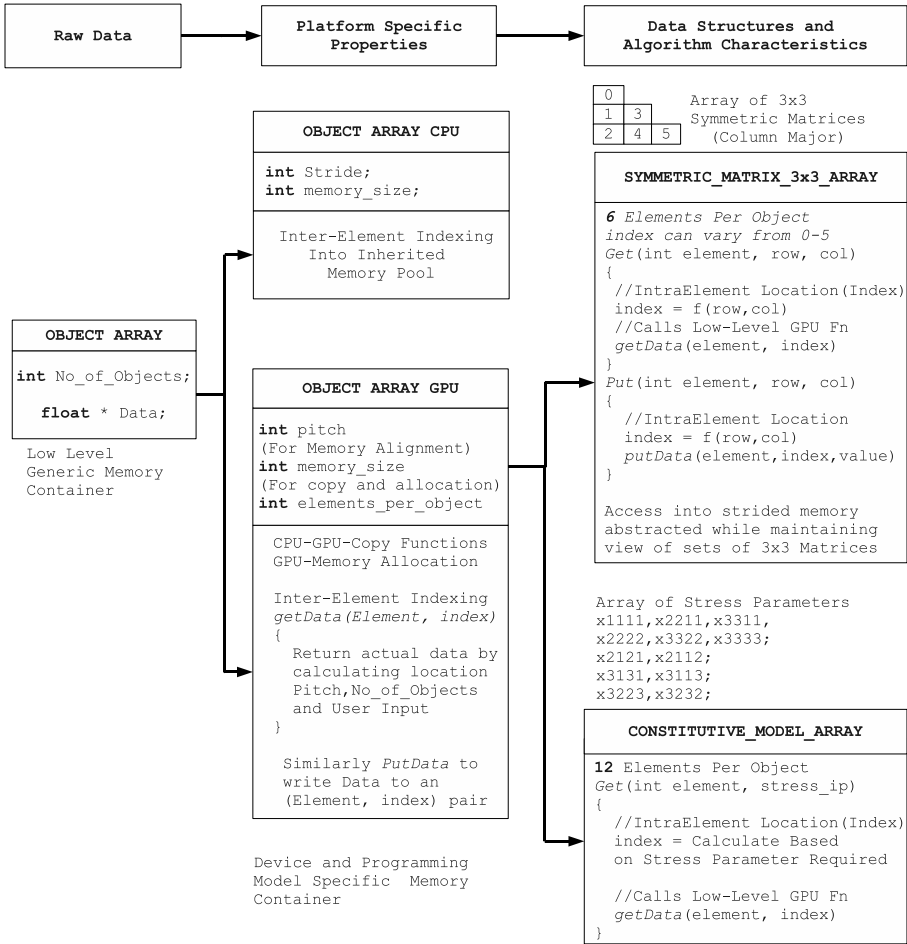 Raw Data
Platform Specific
Properties
Data Structures and
Algorithm Characteristics
OBJECT ARRAY
int No_of_Objects;
float * Data;
Low Level
Generic Memory
Container
OBJECT ARRAY CPU
int Stride;
int memory_size;
Inter-Element Indexing
Into Inherited
Memory Pool
OBJECT ARRAY GPU
int pitch
(For Memory Alignment)
int memory_size
(For copy and allocation)
int elements_per_object
CPU-GPU-Copy Functions
GPU-Memory Allocation
Inter-Element Indexing
getData(Element, index)
{
Return actual data by
calculating location
Pitch,No_of_Objects
and User Input
}
Similarly PutData to
write Data to an
(Element, index) pair
Device and Programming
Model Specific Memory
Container
0
1 3
2 4 5
Array of 3x3
Symmetric Matrices
(Column Major)
SYMMETRIC_MATRIX_3x3_ARRAY
6 Elements Per Object
index can vary from 0-5
Get(int element, row, col)
{
//IntraElement Location(Index)
index = f(row,col)
//Calls Low-Level GPU Fn
getData(element, index)
}
Put(int element, row, col)
{
//IntraElement Location
index = f(row,col)
putData(element,index,value)
}
Access into strided memory
abstracted while maintaining
view of sets of 3x3 Matrices
Array of Stress Parameters
x1111,x2211,x3311,
x2222,x3322,x3333;
x2121,x2112;
x3131,x3113;
x3223,x3232;
CONSTITUTIVE_MODEL_ARRAY
12 Elements Per Object
Get(int element, stress_ip)
{
//IntraElement Location(Index)
index = Calculate Based
on Stress Parameter Required
//Calls Low-Level GPU Fn
getData(element, index)
}